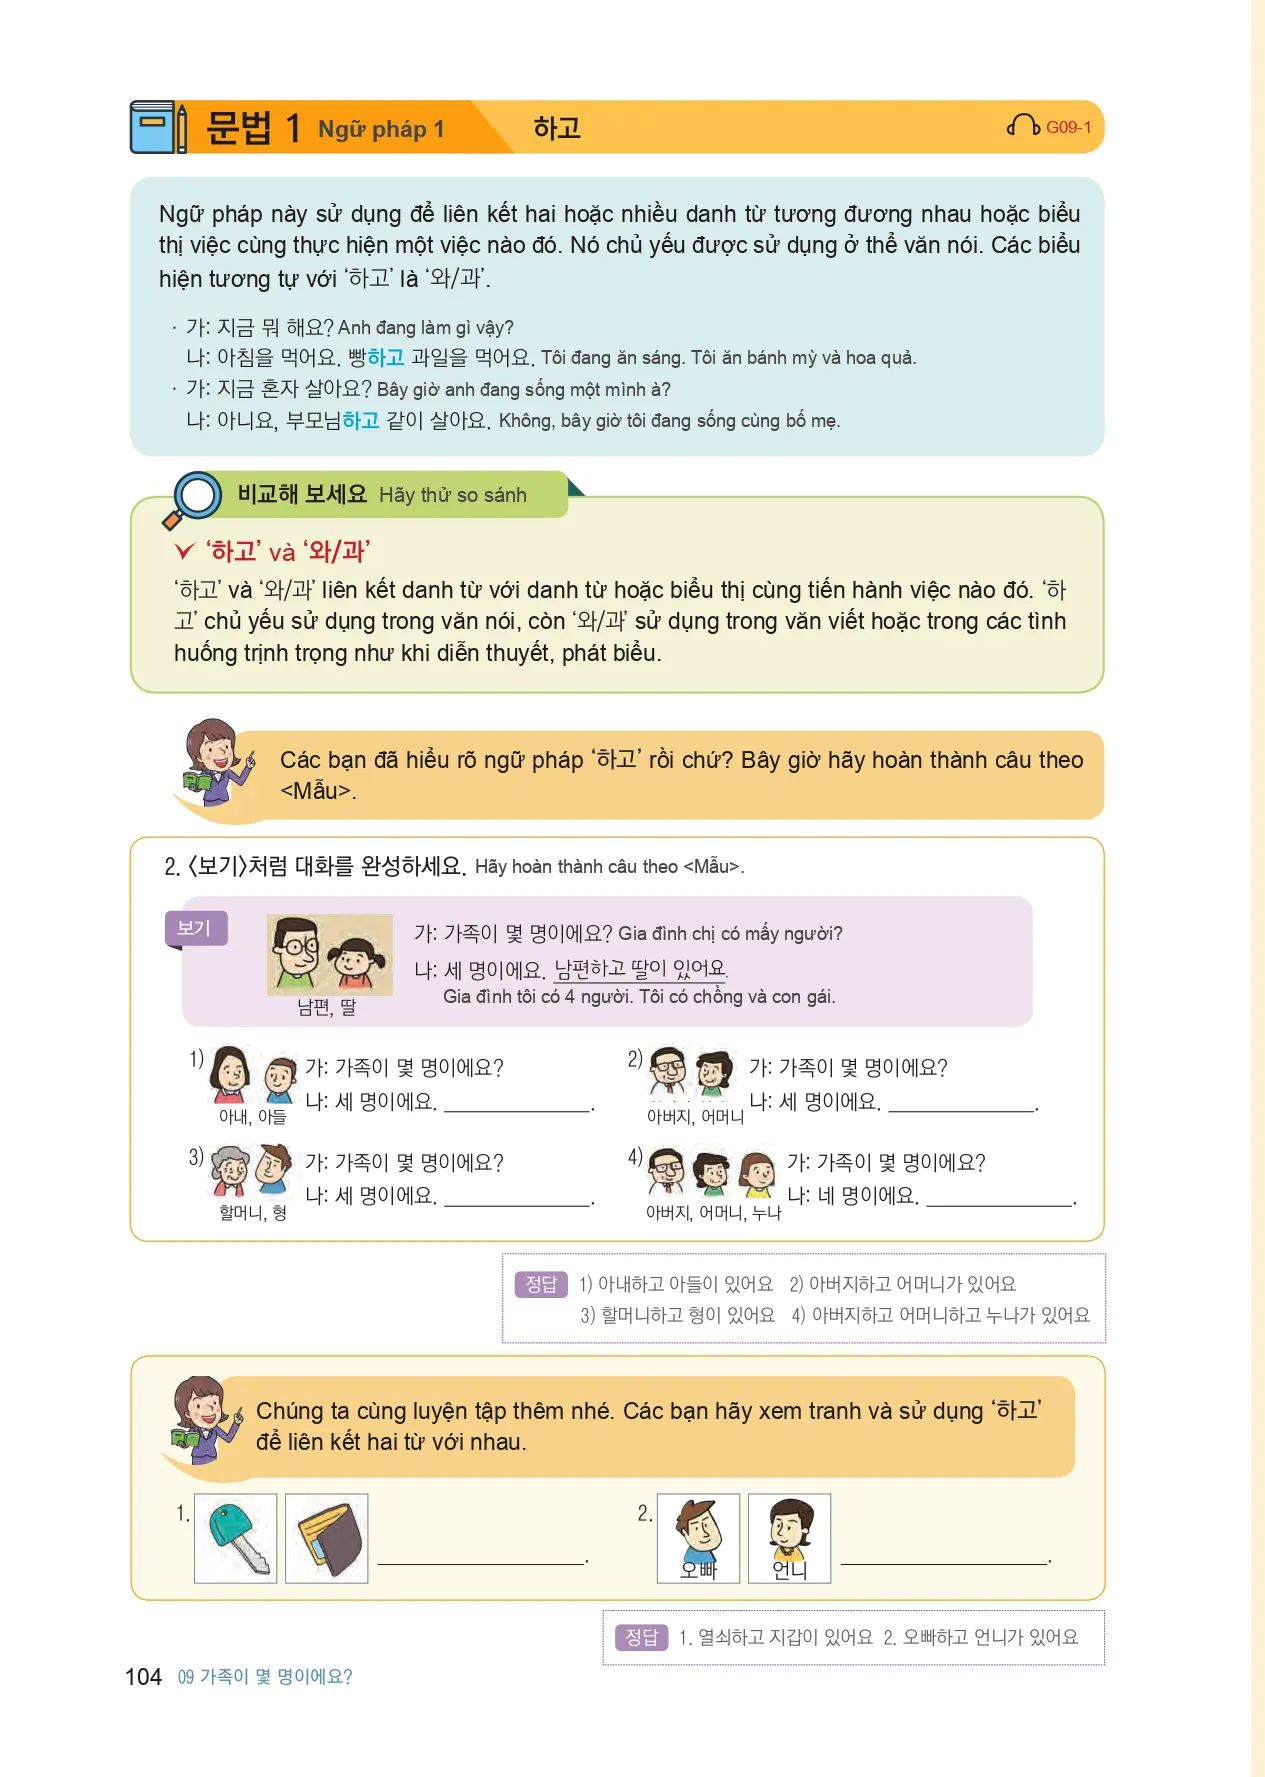 문법 1 Ngữ pháp 1 하고 G09-1
Ngữ pháp này sử dụng để liên kết hai hoặc nhiều danh từ tương đương nhau hoặc biểu
thị việc cùng thực hiện một việc nào đó. Nó chủ yếu được sử dụng ở thể văn nói. Các biểu
hiện tương tự với ‘하고’ là ‘와/과’.
· 가: 지금 뭐 해요? Anh đang làm gì vậy?
나: 아침을 먹어요. 빵하고 과일을 먹어요. Tôi đang ăn sáng. Tôi ăn bánh mỳ và hoa quả.
· 가: 지금 혼자 살아요? Bây giờ anh đang sống một mình à?
나: 아니요, 부모님하고 같이 살아요. Không, bây giờ tôi đang sống cùng bố mẹ.
비교해 보세요 Hãy thử so sánh
‘하고’ và ‘와/과’
‘하고’ và ‘와/과’ liên kết danh từ với danh từ hoặc biểu thị cùng tiến hành việc nào đó. ‘하
고’ chủ yếu sử dụng trong văn nói, còn ‘와/과’ sử dụng trong văn viết hoặc trong các tình
huống trịnh trọng như khi diễn thuyết, phát biểu.
Các bạn đã hiểu rõ ngữ pháp ‘하고’ rồi chứ? Bây giờ hãy hoàn thành câu theo
<Mẫu>.
2. 〈보기〉처럼 대화를 완성하세요. Hãy hoàn thành câu theo <Mẫu>.
보기
가: 가족이 몇 명이에요? Gia đình chị có mấy người?
나: 세 명이에요. 남편하고 딸이 있어요.
Gia đình tôi có 4 người. Tôi có chồng và con gái.
남편, 딸
1) 가: 가족이 몇 명이에요?
나: 세 명이에요. ______________.
아내, 아들
2) 가: 가족이 몇 명이에요?
나: 세 명이에요. ______________.
아버지, 어머니
3) 가: 가족이 몇 명이에요?
나: 세 명이에요. ______________.
할머니, 형
4) 가: 가족이 몇 명이에요?
나: 네 명이에요. ______________.
아버지, 어머니, 누나
정답 1) 아내하고 아들이 있어요 2) 아버지하고 어머니가 있어요
3) 할머니하고 형이 있어요 4) 아버지하고 어머니하고 누나가 있어요
Chúng ta cùng luyện tập thêm nhé. Các bạn hãy xem tranh và sử dụng ‘하고’
để liên kết hai từ với nhau.
1. ____________________.
2. 오빠 언니 ____________________.
정답 1. 열쇠하고 지갑이 있어요 2. 오빠하고 언니가 있어요
104 09 가족이 몇 명이에요?